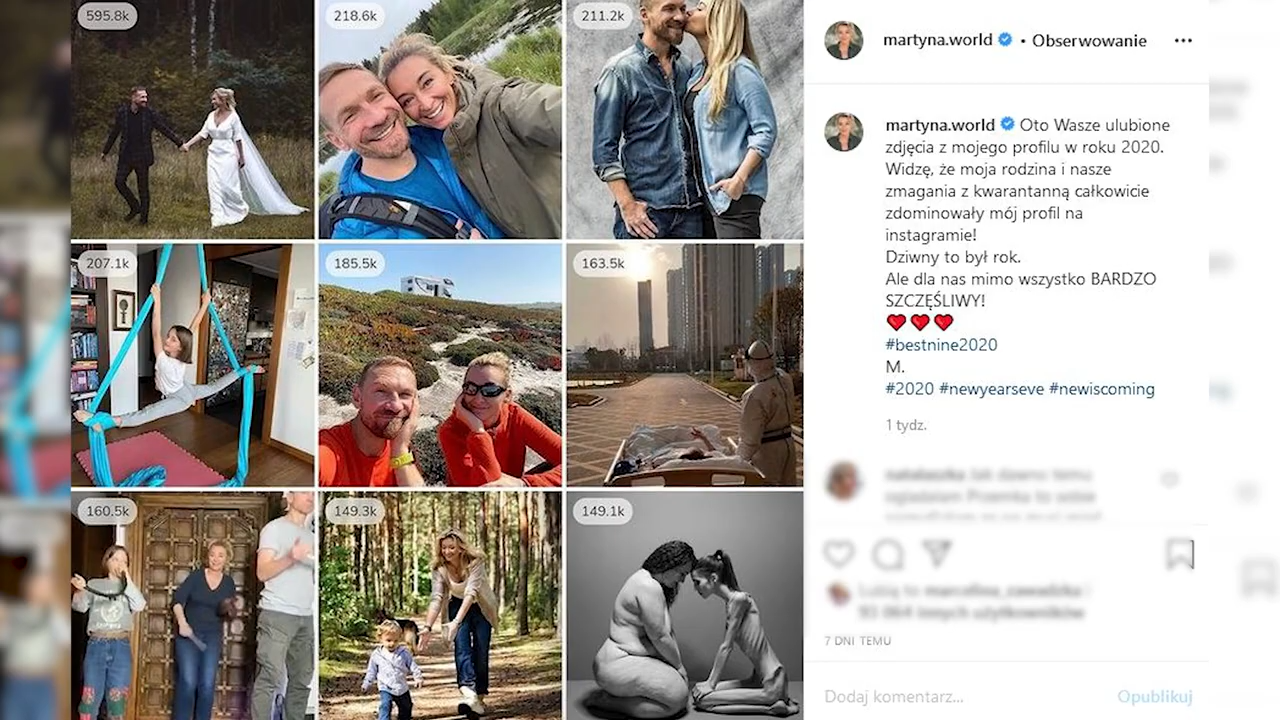 595.8k
218.6k
211.2k
207.1k
185.5k
163.5k
160.5k
149.3k
149.1k
martyna.world • Obserwowanie
martyna.world Oto Wasze ulubione
zdjęcia z mojego profilu w roku 2020.
Widzę, że moja rodzina i nasze
zmagania z kwarantanną całkowicie
zdominowały mój profil na
instagramie!
Dziwny to był rok.
Ale dla nas mimo wszystko BARDZO
SZCZĘŚLIWY!
#bestnine2020
M.
#2020 #newyearseve #newiscoming
1 tydz.
7 DNI TEMU
Dodaj komentarz... Opublikuj